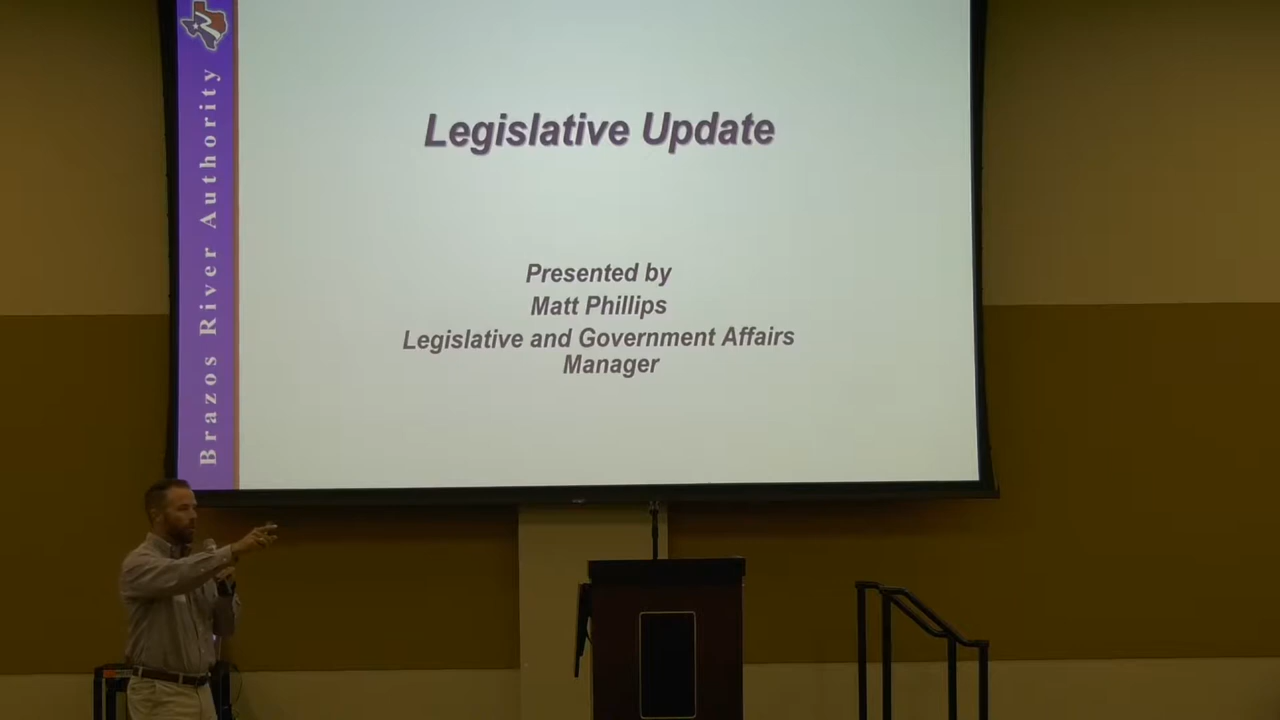 Brazos River Authority
Legislative Update
Presented by
Matt Phillips
Legislative and Government Affairs
Manager